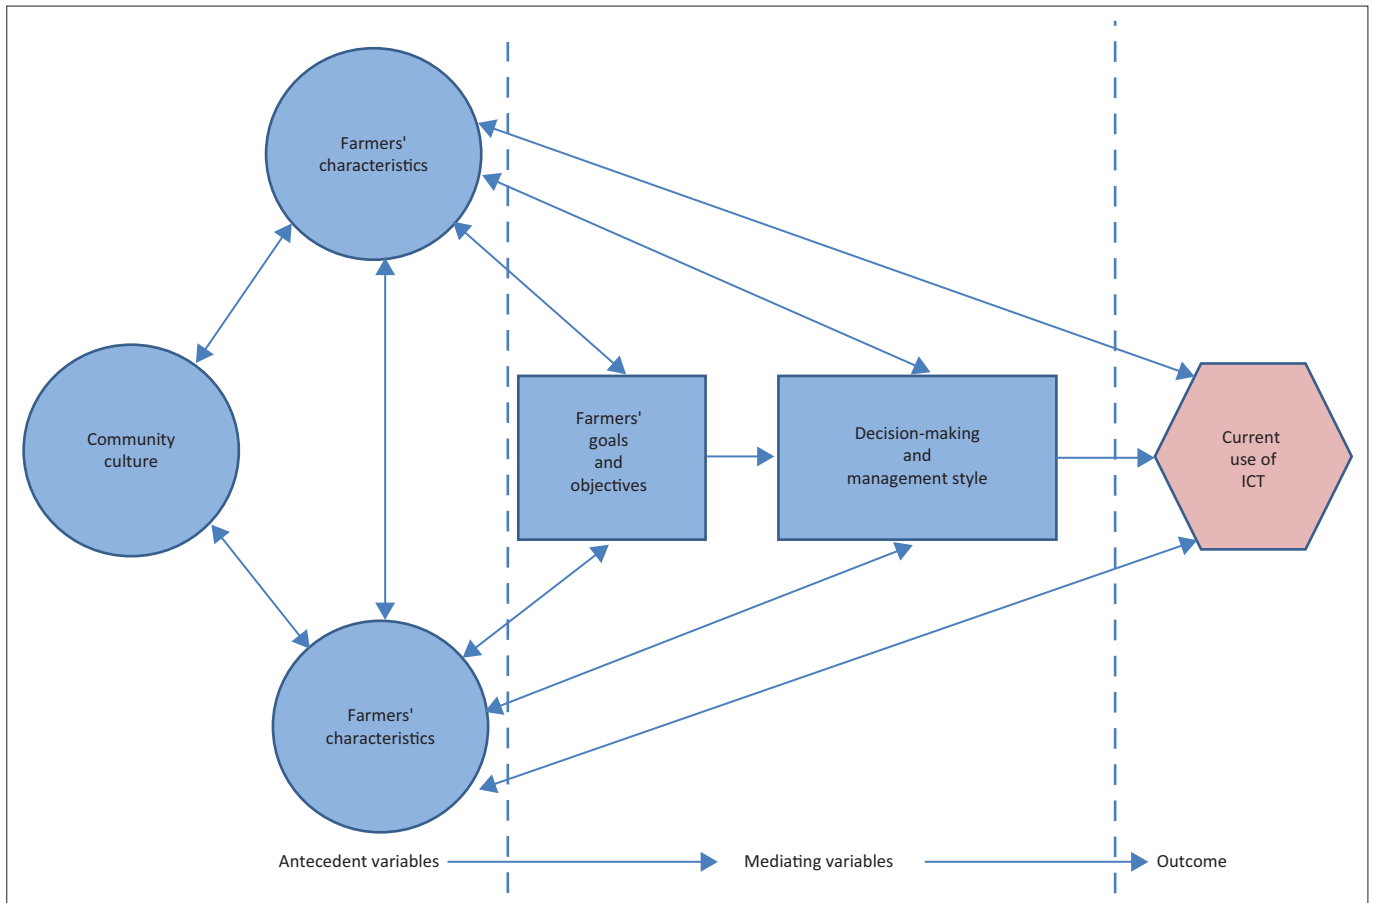 Farmers'
characteristics
Community
culture
Farmers'
goals
and
objectives
Decision-making
and
management style
Current
use of
ICT
Farmers'
characteristics
Antecedent variables
Mediating variables
Outcome